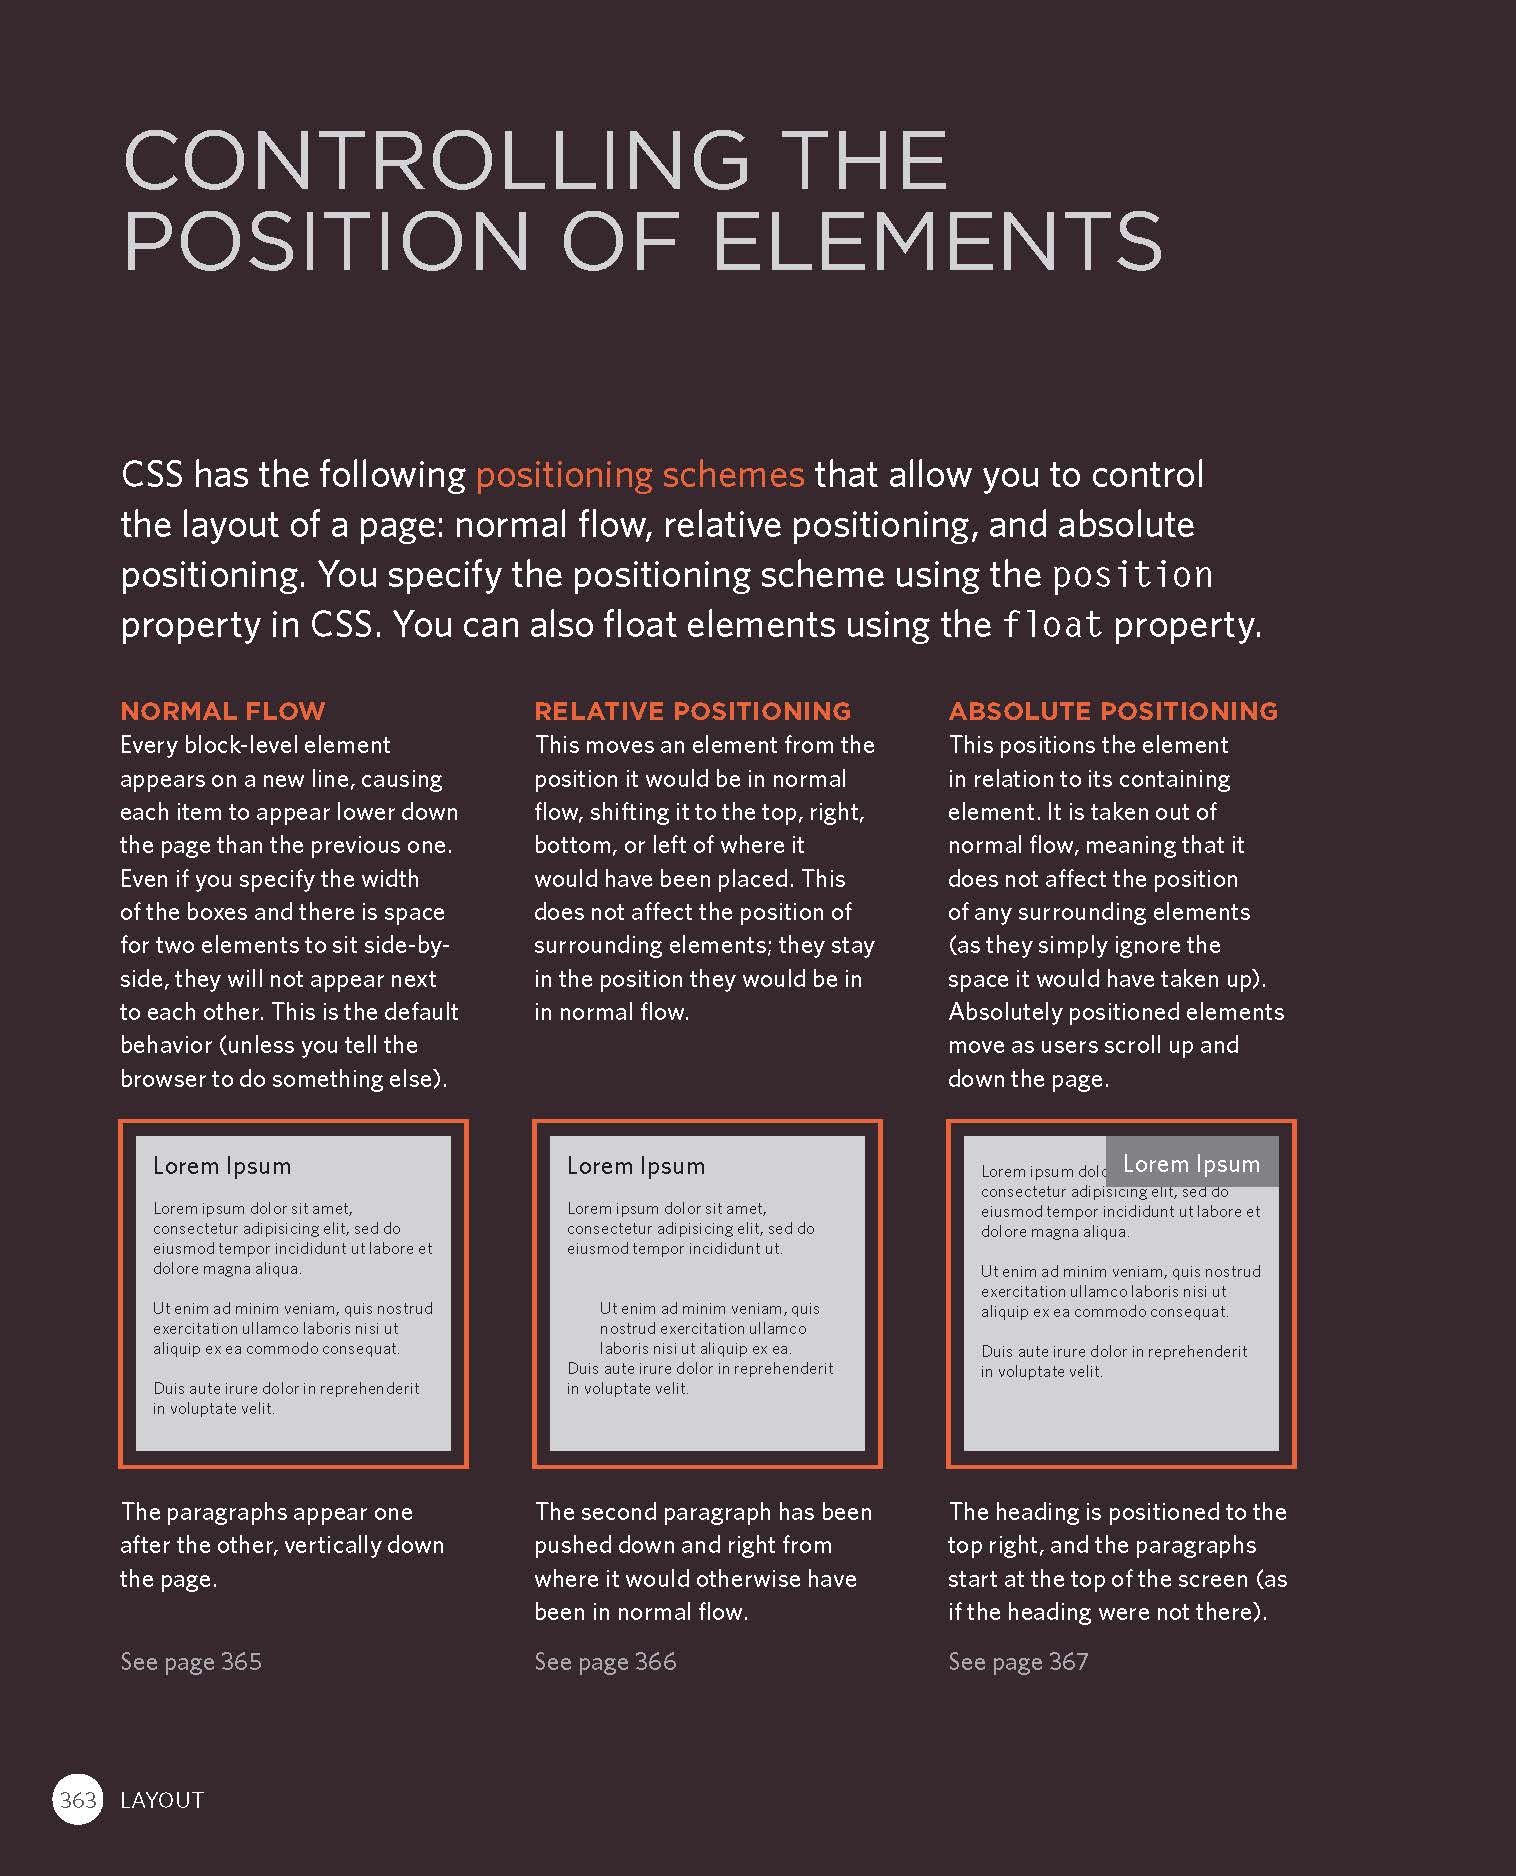 CONTROLLING THE
POSITION OF ELEMENTS
CSS has the following positioning schemes that allow you to control
the layout of a page: normal flow, relative positioning, and absolute
positioning. You specify the positioning scheme using the position
property in CSS. You can also float elements using the float property.
NORMAL FLOW
Every block-level element
appears on a new line, causing
each item to appear lower down
the page than the previous one.
Even if you specify the width
of the boxes and there is space
for two elements to sit side-by-
side, they will not appear next
to each other. This is the default
behavior (unless you tell the
browser to do something else).
Lorem Ipsum
Lorem ipsum dolor sit amet,
consectetur adipisicing elit, sed do
eiusmod tempor incididunt ut labore et
dolore magna aliqua.
Ut enim ad minim veniam, quis nostrud
exercitation ullamco laboris nisi ut
aliquip ex ea commodo consequat.
Duis aute irure dolor in reprehenderit
in voluptate velit.
The paragraphs appear one
after the other, vertically down
the page.
See page 365
RELATIVE POSITIONING
This moves an element from the
position it would be in normal
flow, shifting it to the top, right,
bottom, or left of where it
would have been placed. This
does not affect the position of
surrounding elements; they stay
in the position they would be in
in normal flow.
Lorem Ipsum
Lorem ipsum dolor sit amet,
consectetur adipisicing elit, sed do
eiusmod tempor incididunt ut.
Ut enim ad minim veniam, quis
nostrud exercitation ullamco
laboris nisi ut aliquip ex ea.
Duis aute irure dolor in reprehenderit
in voluptate velit.
The second paragraph has been
pushed down and right from
where it would otherwise have
been in normal flow.
See page 366
ABSOLUTE POSITIONING
This positions the element
in relation to its containing
element. It is taken out of
normal flow, meaning that it
does not affect the position
of any surrounding elements
(as they simply ignore the
space it would have taken up).
Absolutely positioned elements
move as users scroll up and
down the page.
Lorem Ipsum
Lorem ipsum dolo
consectetur adipisicing elit, sed do
eiusmod tempor incididunt ut labore et
dolore magna aliqua.
Ut enim ad minim veniam, quis nostrud
exercitation ullamco laboris nisi ut
aliquip ex ea commodo consequat.
Duis aute irure dolor in reprehenderit
in voluptate velit.
The heading is positioned to the
top right, and the paragraphs
start at the top of the screen (as
if the heading were not there).
See page 367
363 LAYOUT